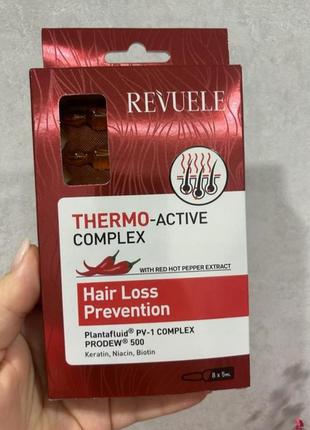 REVUELE
THERMO-ACTIVE
COMPLEX
WITH RED HOT PEPPER EXTRACT
Hair Loss
Prevention
Plantafluid® PV-1 COMPLEX
PRODEW® 500
Keratin, Niacin, Biotin
8 x 5mL